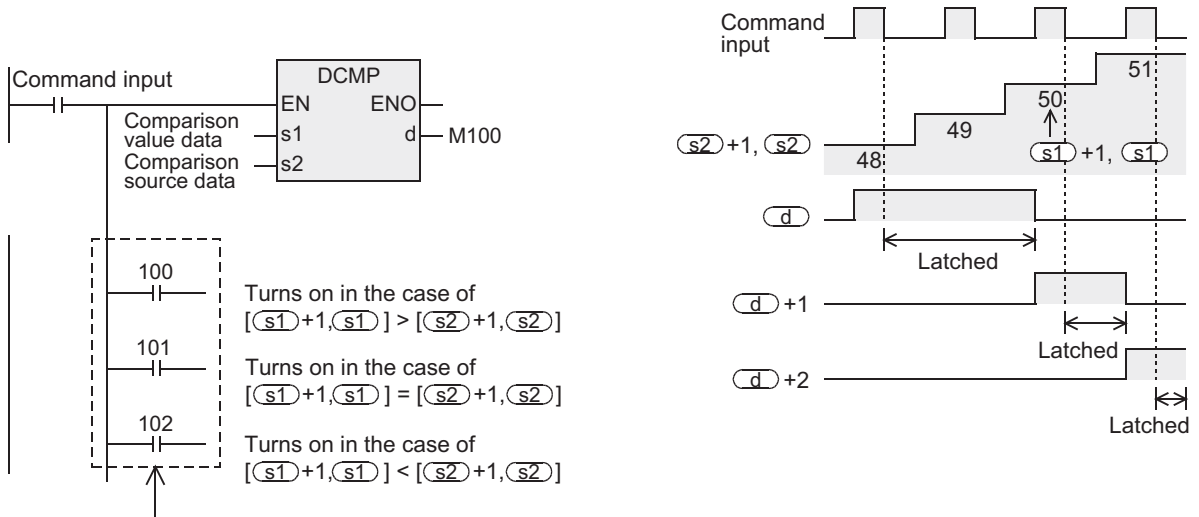 Command input
DCMP
EN ENO
Comparison
value data
s1 d M100
Comparison
source data
s2
100
Turns on in the case of
[s1+1,s1] > [s2+1,s2]
101
Turns on in the case of
[s1+1,s1] = [s2+1,s2]
102
Turns on in the case of
[s1+1,s1] < [s2+1,s2]
Command
input
51
50
49
48
s2+1, s2
s1+1, s1
d
Latched
d+1
Latched
d+2
Latched